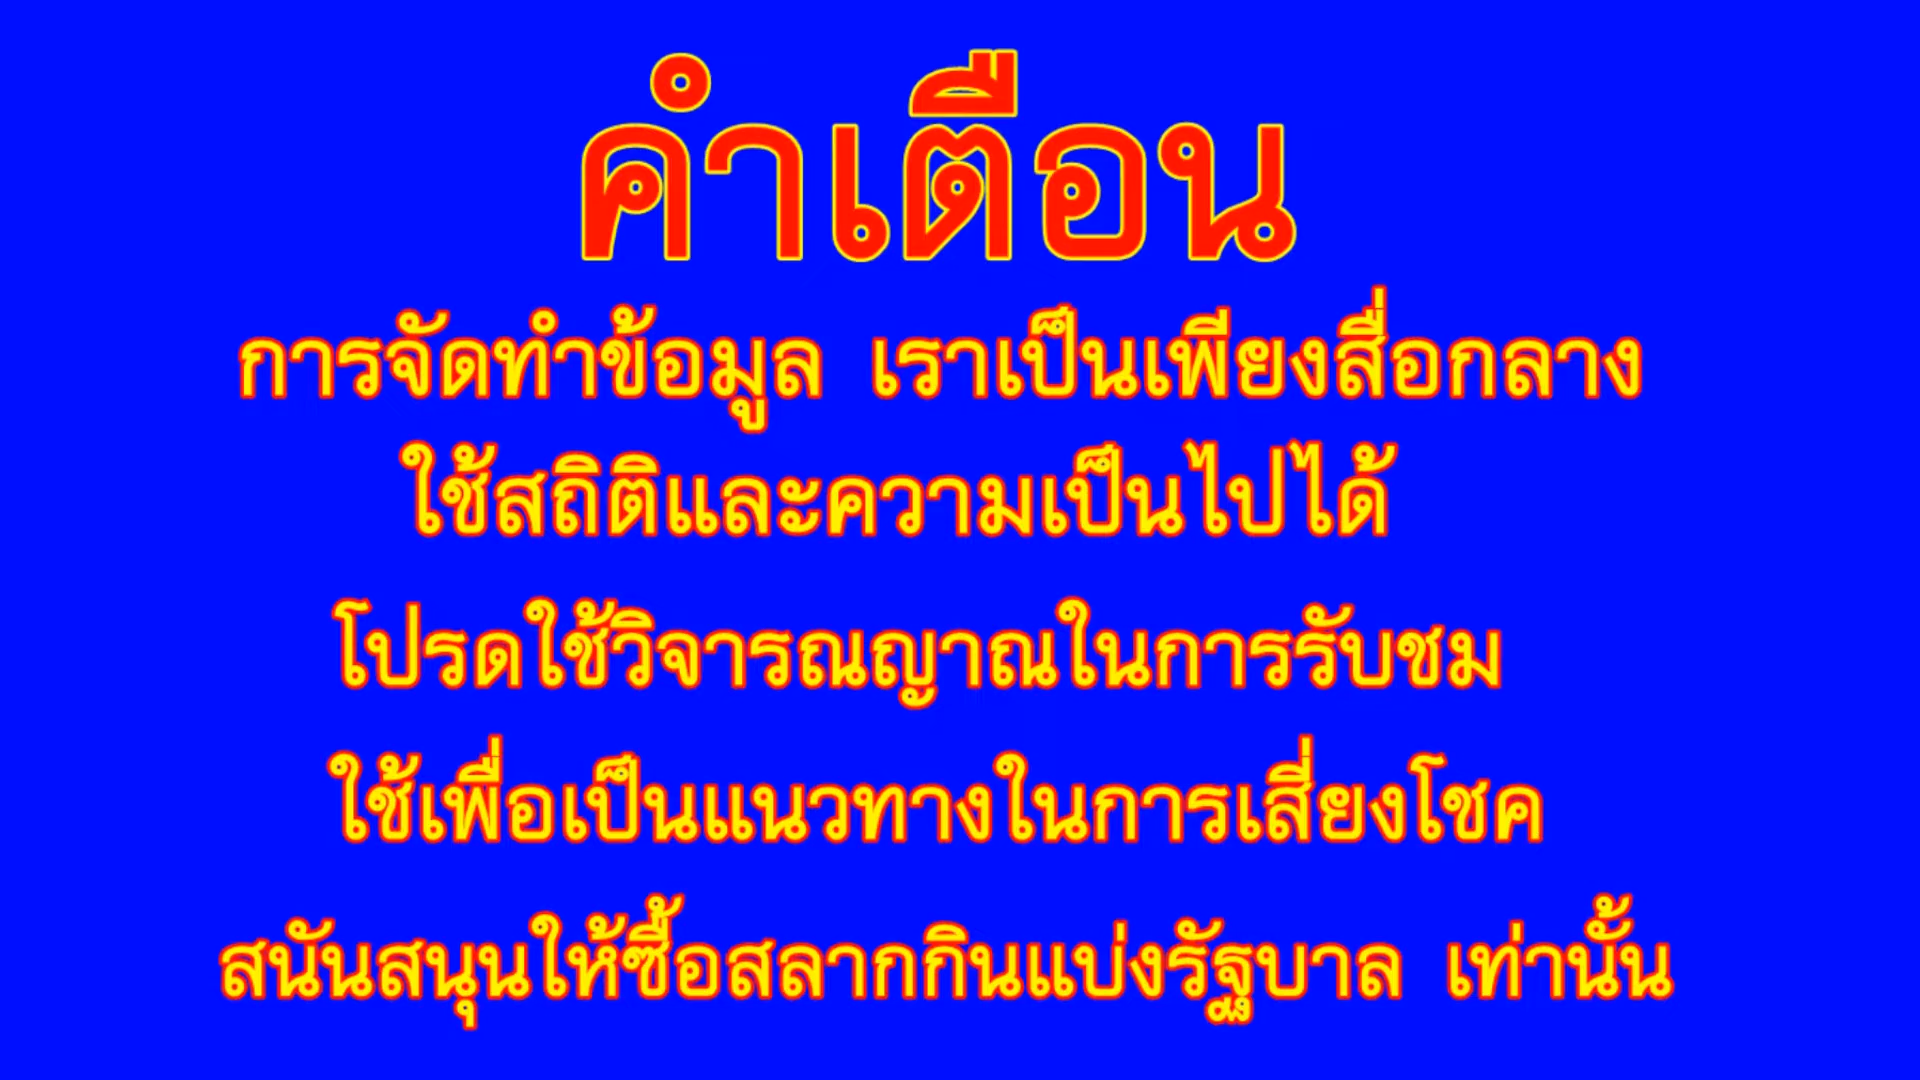 คำเตือน
การจัดทำข้อมูล เราเป็นเพียงสื่อกลาง
ใช้สถิติและความเป็นไปได้
โปรดใช้วิจารณญาณในการรับชม
ใช้เพื่อเป็นแนวทางในการเสี่ยงโชค
สนันสนุนให้ซื้อสลากกินแบ่งรัฐบาล เท่านั้น